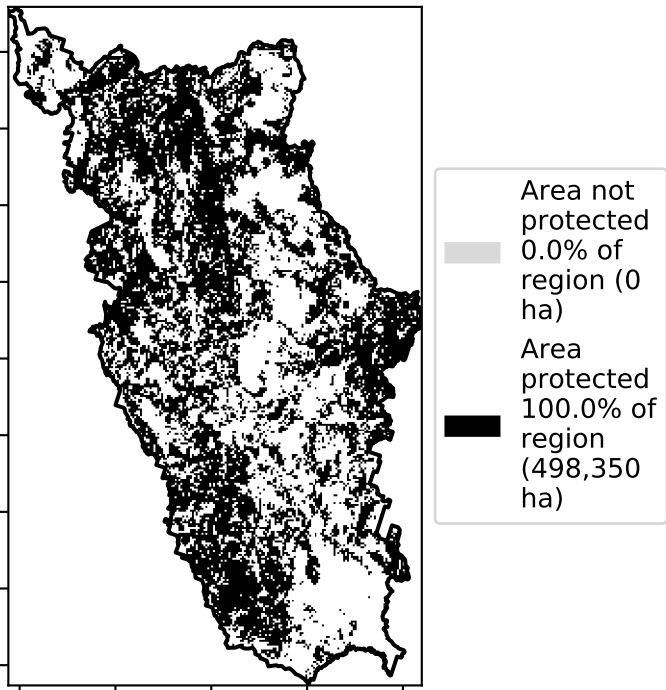 Area not
protected
0.0% of
region (0
ha)
Area
protected
100.0% of
region
(498,350
ha)